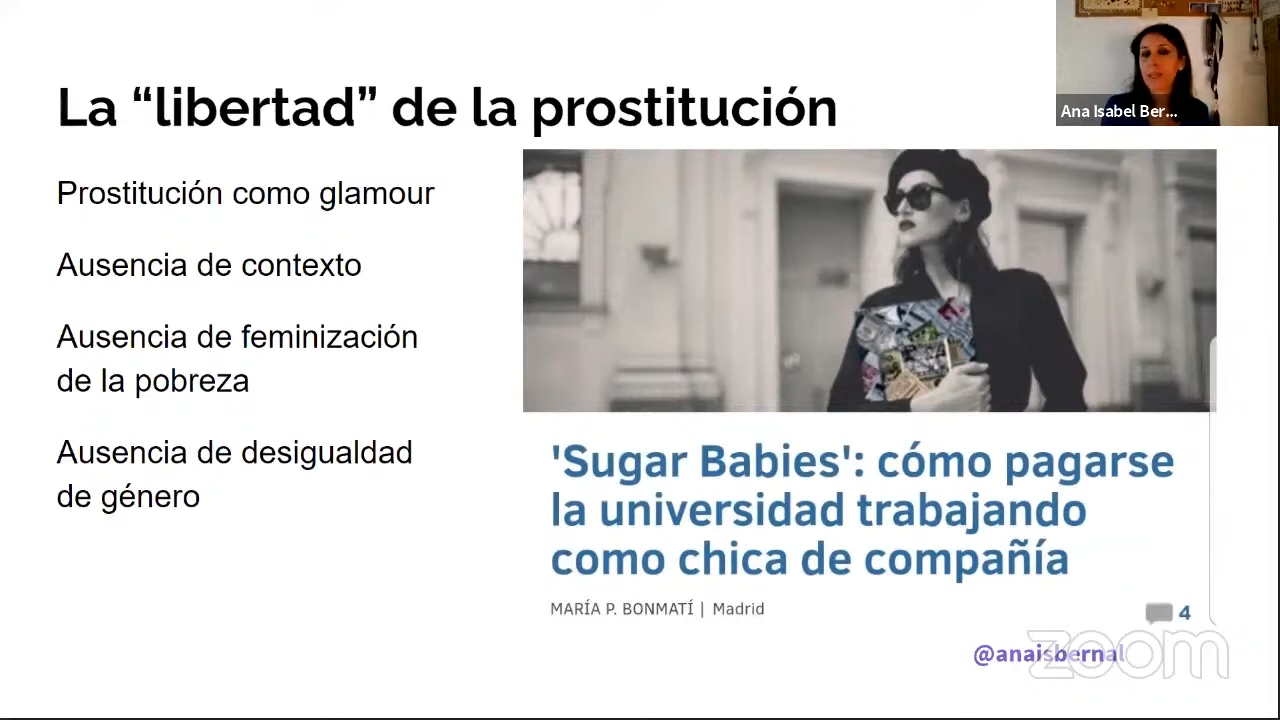 La “libertad” de la prostitución
Ana Isabel Ber...
Prostitución como glamour
Ausencia de contexto
Ausencia de feminización
de la pobreza
Ausencia de desigualdad
de género
'Sugar Babies': cómo pagarse
la universidad trabajando
como chica de compañía
MARÍA P. BONMATÍ | Madrid
4
@anaisbernal
zoom